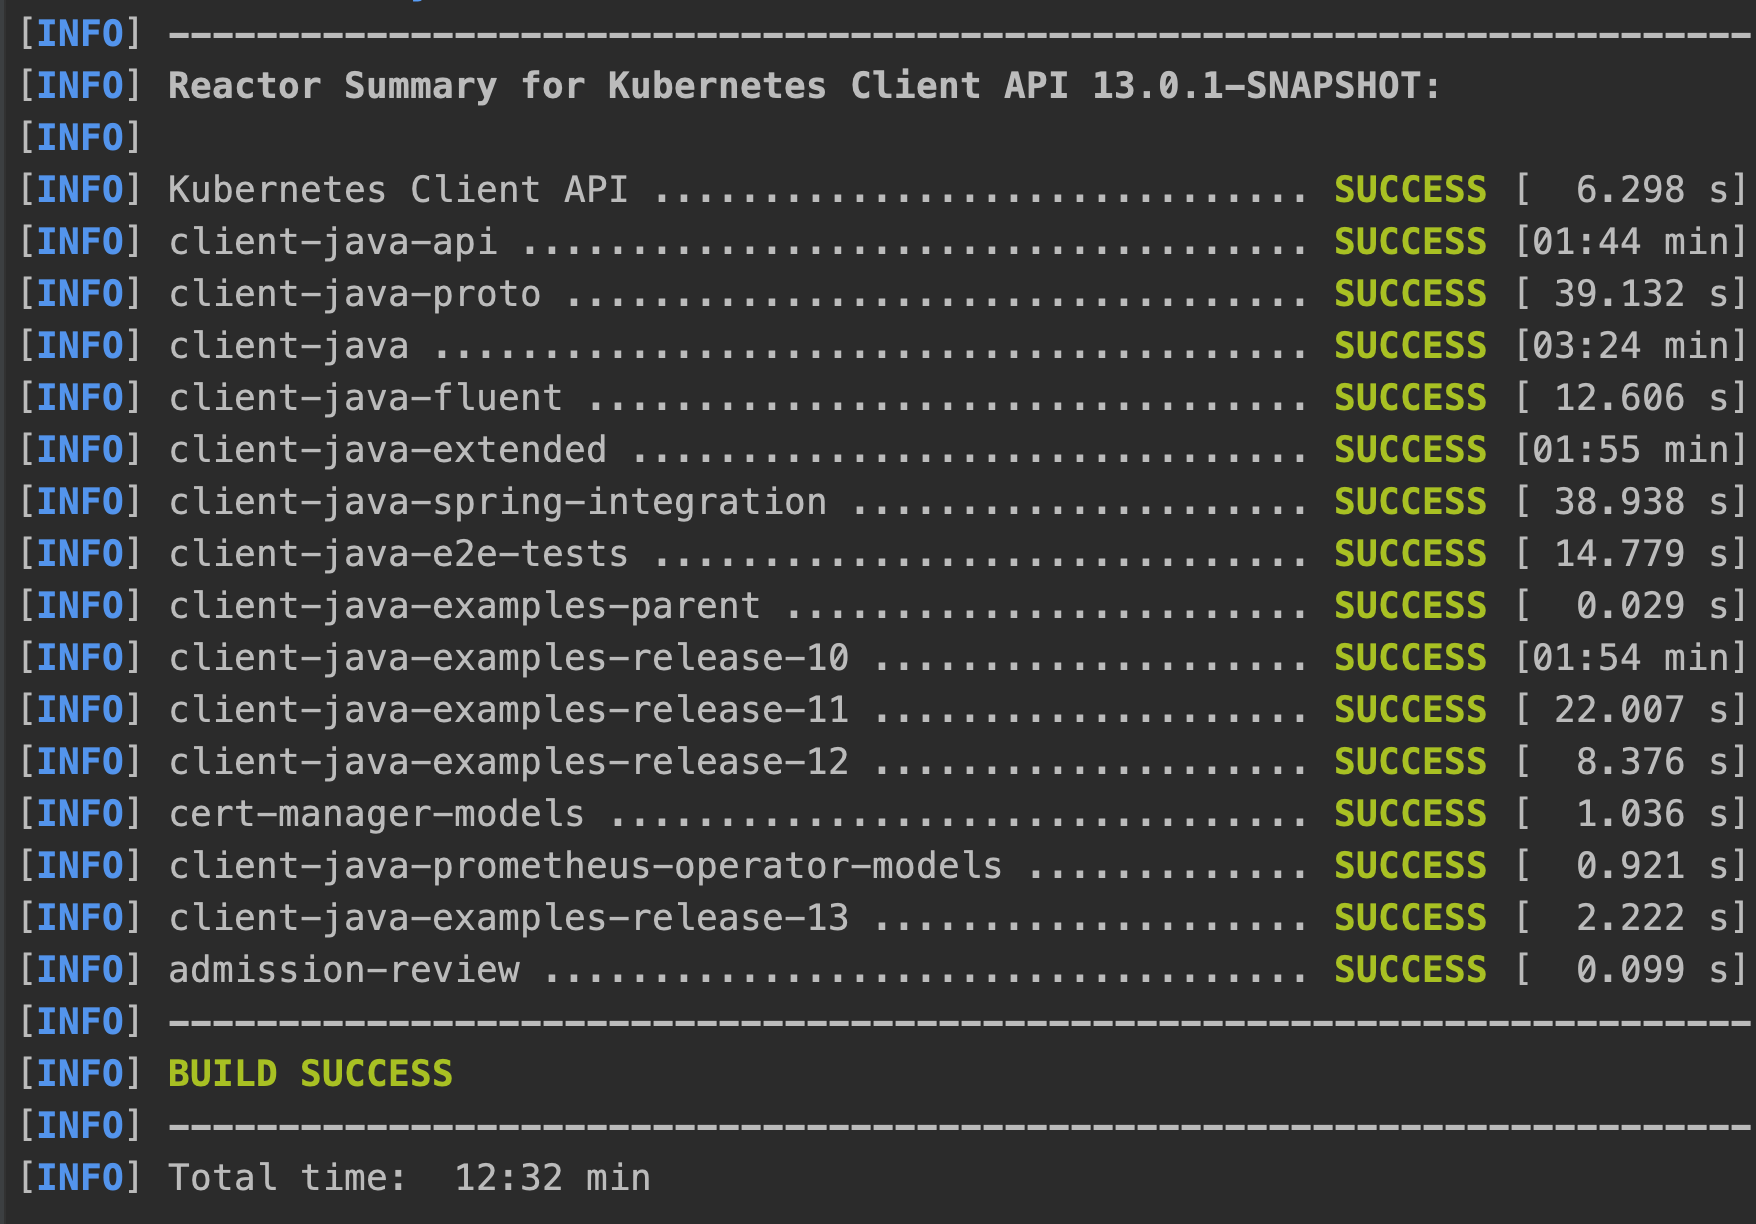 [INFO] ------------------------------------------------------------------------
[INFO] Reactor Summary for Kubernetes Client API 13.0.1-SNAPSHOT:
[INFO]
[INFO] Kubernetes Client API .............................. SUCCESS [  6.298 s]
[INFO] client-java-api .................................... SUCCESS [01:44 min]
[INFO] client-java-proto .................................. SUCCESS [ 39.132 s]
[INFO] client-java ........................................ SUCCESS [03:24 min]
[INFO] client-java-fluent ................................. SUCCESS [ 12.606 s]
[INFO] client-java-extended ............................... SUCCESS [01:55 min]
[INFO] client-java-spring-integration ..................... SUCCESS [ 38.938 s]
[INFO] client-java-e2e-tests .............................. SUCCESS [ 14.779 s]
[INFO] client-java-examples-parent ........................ SUCCESS [  0.029 s]
[INFO] client-java-examples-release-10 .................... SUCCESS [01:54 min]
[INFO] client-java-examples-release-11 .................... SUCCESS [ 22.007 s]
[INFO] client-java-examples-release-12 .................... SUCCESS [  8.376 s]
[INFO] cert-manager-models ................................ SUCCESS [  1.036 s]
[INFO] client-java-prometheus-operator-models ............. SUCCESS [  0.921 s]
[INFO] client-java-examples-release-13 .................... SUCCESS [  2.222 s]
[INFO] admission-review ................................... SUCCESS [  0.099 s]
[INFO] ------------------------------------------------------------------------
[INFO] BUILD SUCCESS
[INFO] ------------------------------------------------------------------------
[INFO] Total time:  12:32 min